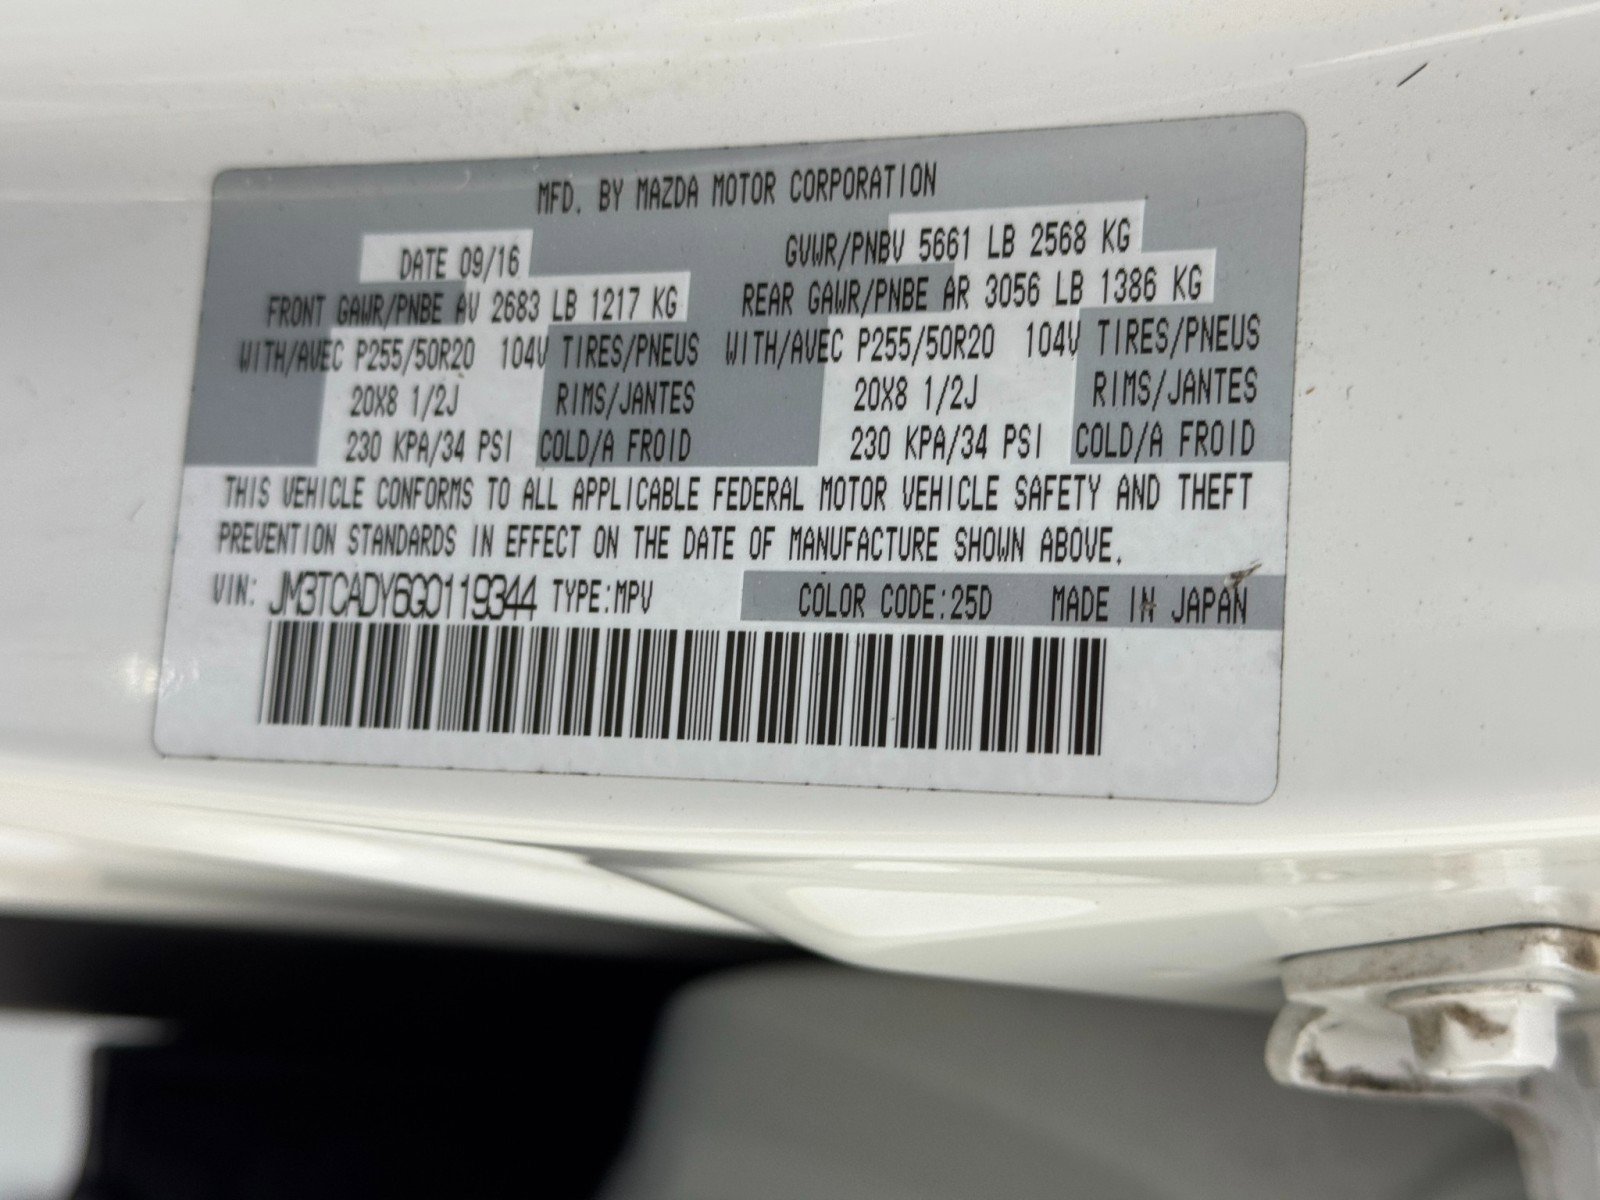 MFD. BY MAZDA MOTOR CORPORATION
DATE 09/16 GVWR/PNBV 5661 LB 2568 KG
FRONT GAWR/PNBE AV 2683 LB 1217 KG REAR GAWR/PNBE AR 3056 LB 1386 KG
WITH/AVEC P255/50R20 104V TIRES/PNEUS WITH/AVEC P255/50R20 104V TIRES/PNEUS
20X8 1/2J RIMS/JANTES 20X8 1/2J RIMS/JANTES
230 KPA/34 PSI COLD/A FROID 230 KPA/34 PSI COLD/A FROID
THIS VEHICLE CONFORMS TO ALL APPLICABLE FEDERAL MOTOR VEHICLE SAFETY AND THEFT
PREVENTION STANDARDS IN EFFECT ON THE DATE OF MANUFACTURE SHOWN ABOVE.
VIN: JM3TCADY6G0119344 TYPE:MPV COLOR CODE:25D MADE IN JAPAN